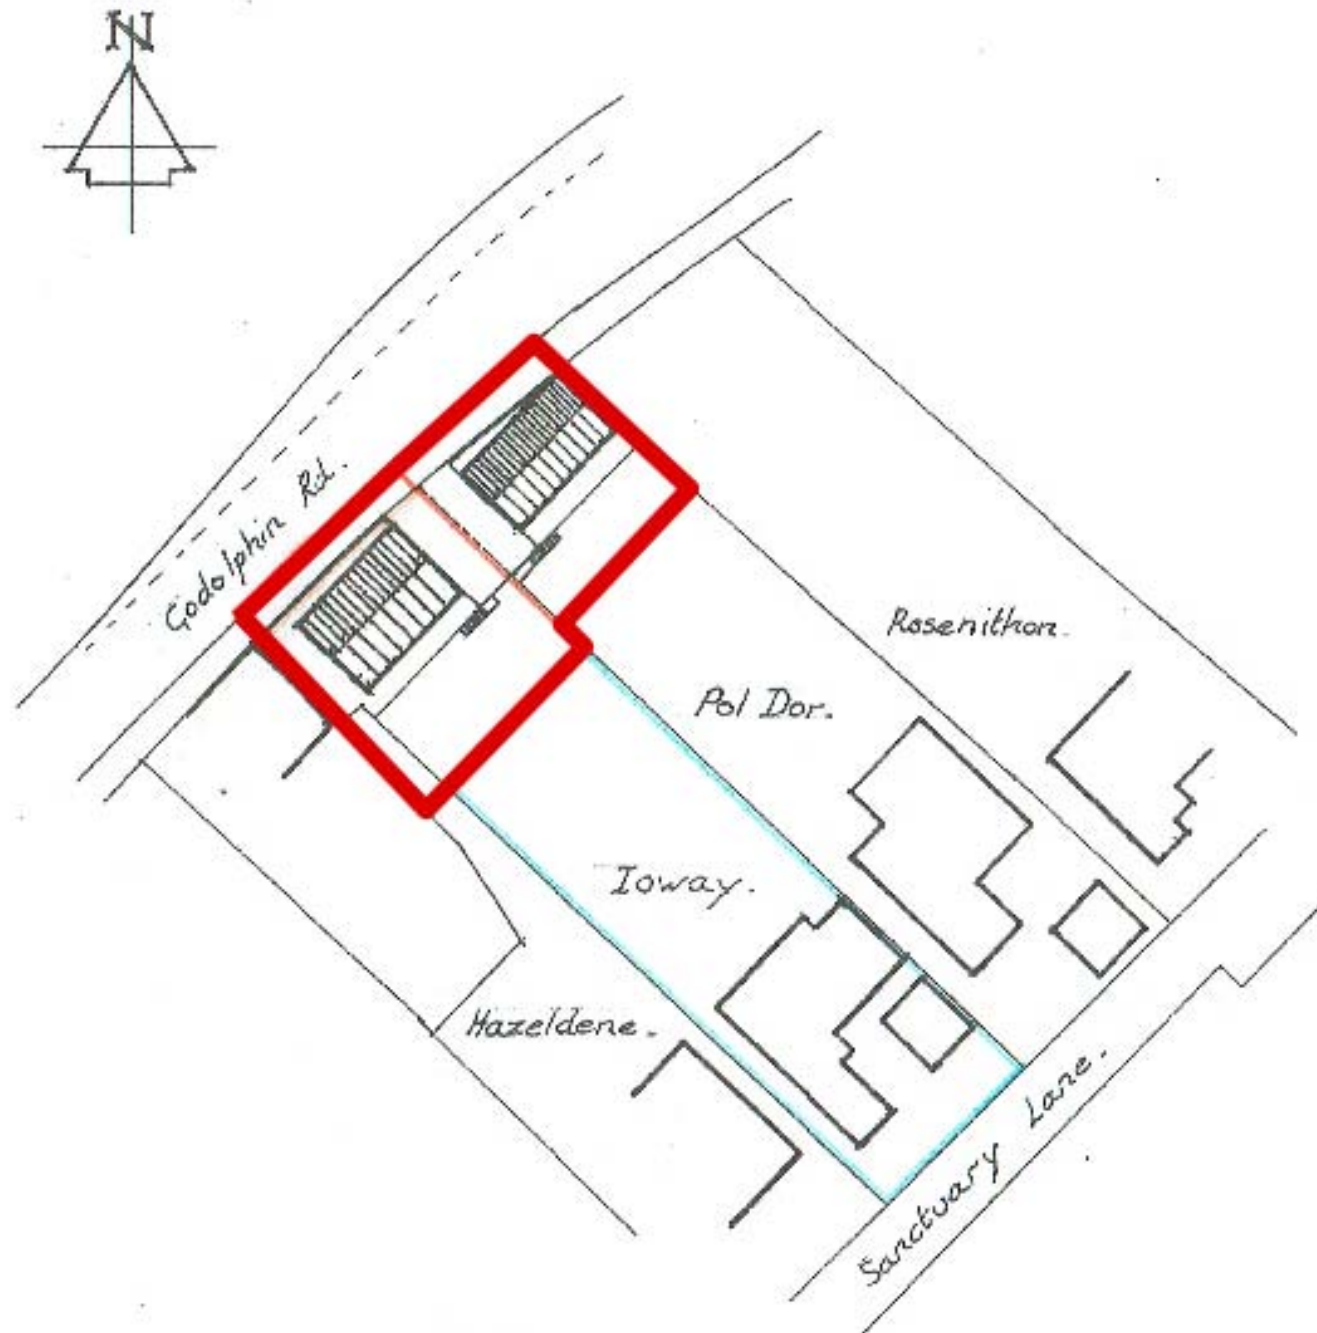 N
Godolphin Rd.
Rosenithon.
Pol Dor.
Ioway.
Hazeldene.
Sanctuary Lane.